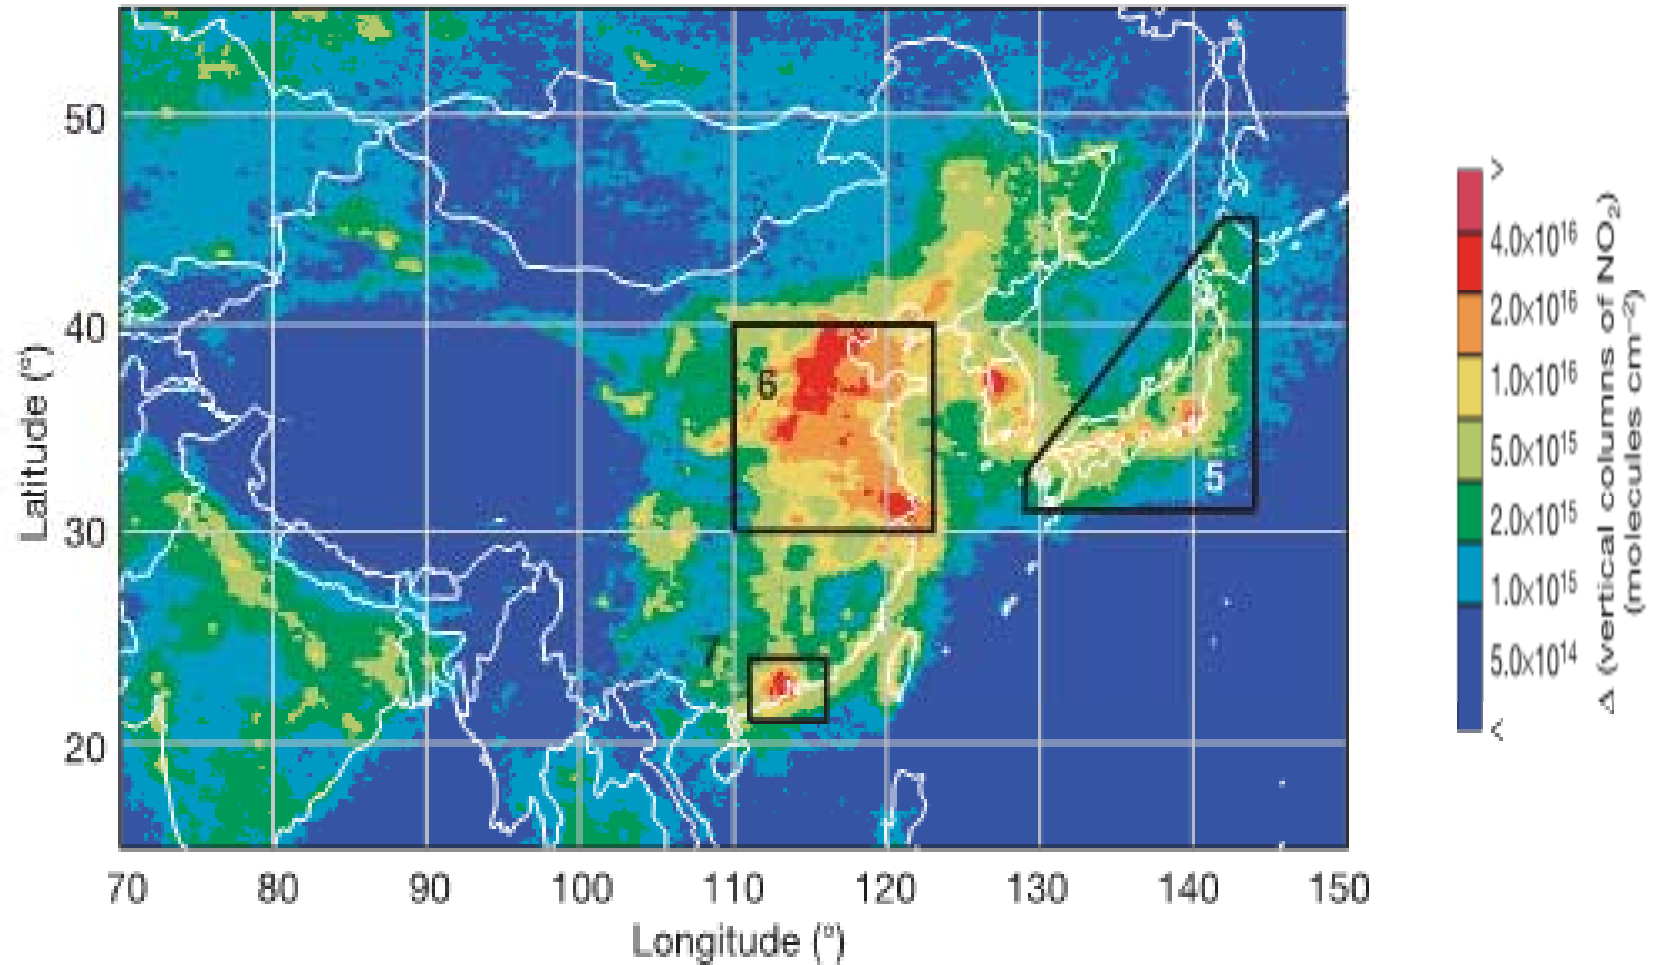 50
40
30
20
Latitude (°)
70 80 90 100 110 120 130 140 150
Longitude (°)
6
7
5
>
4.0x10¹⁶
2.0x10¹⁶
1.0x10¹⁶
5.0x10¹⁵
2.0x10¹⁵
1.0x10¹⁵
5.0x10¹⁴
<
Δ (vertical columns of NO₂)
(molecules cm⁻²)